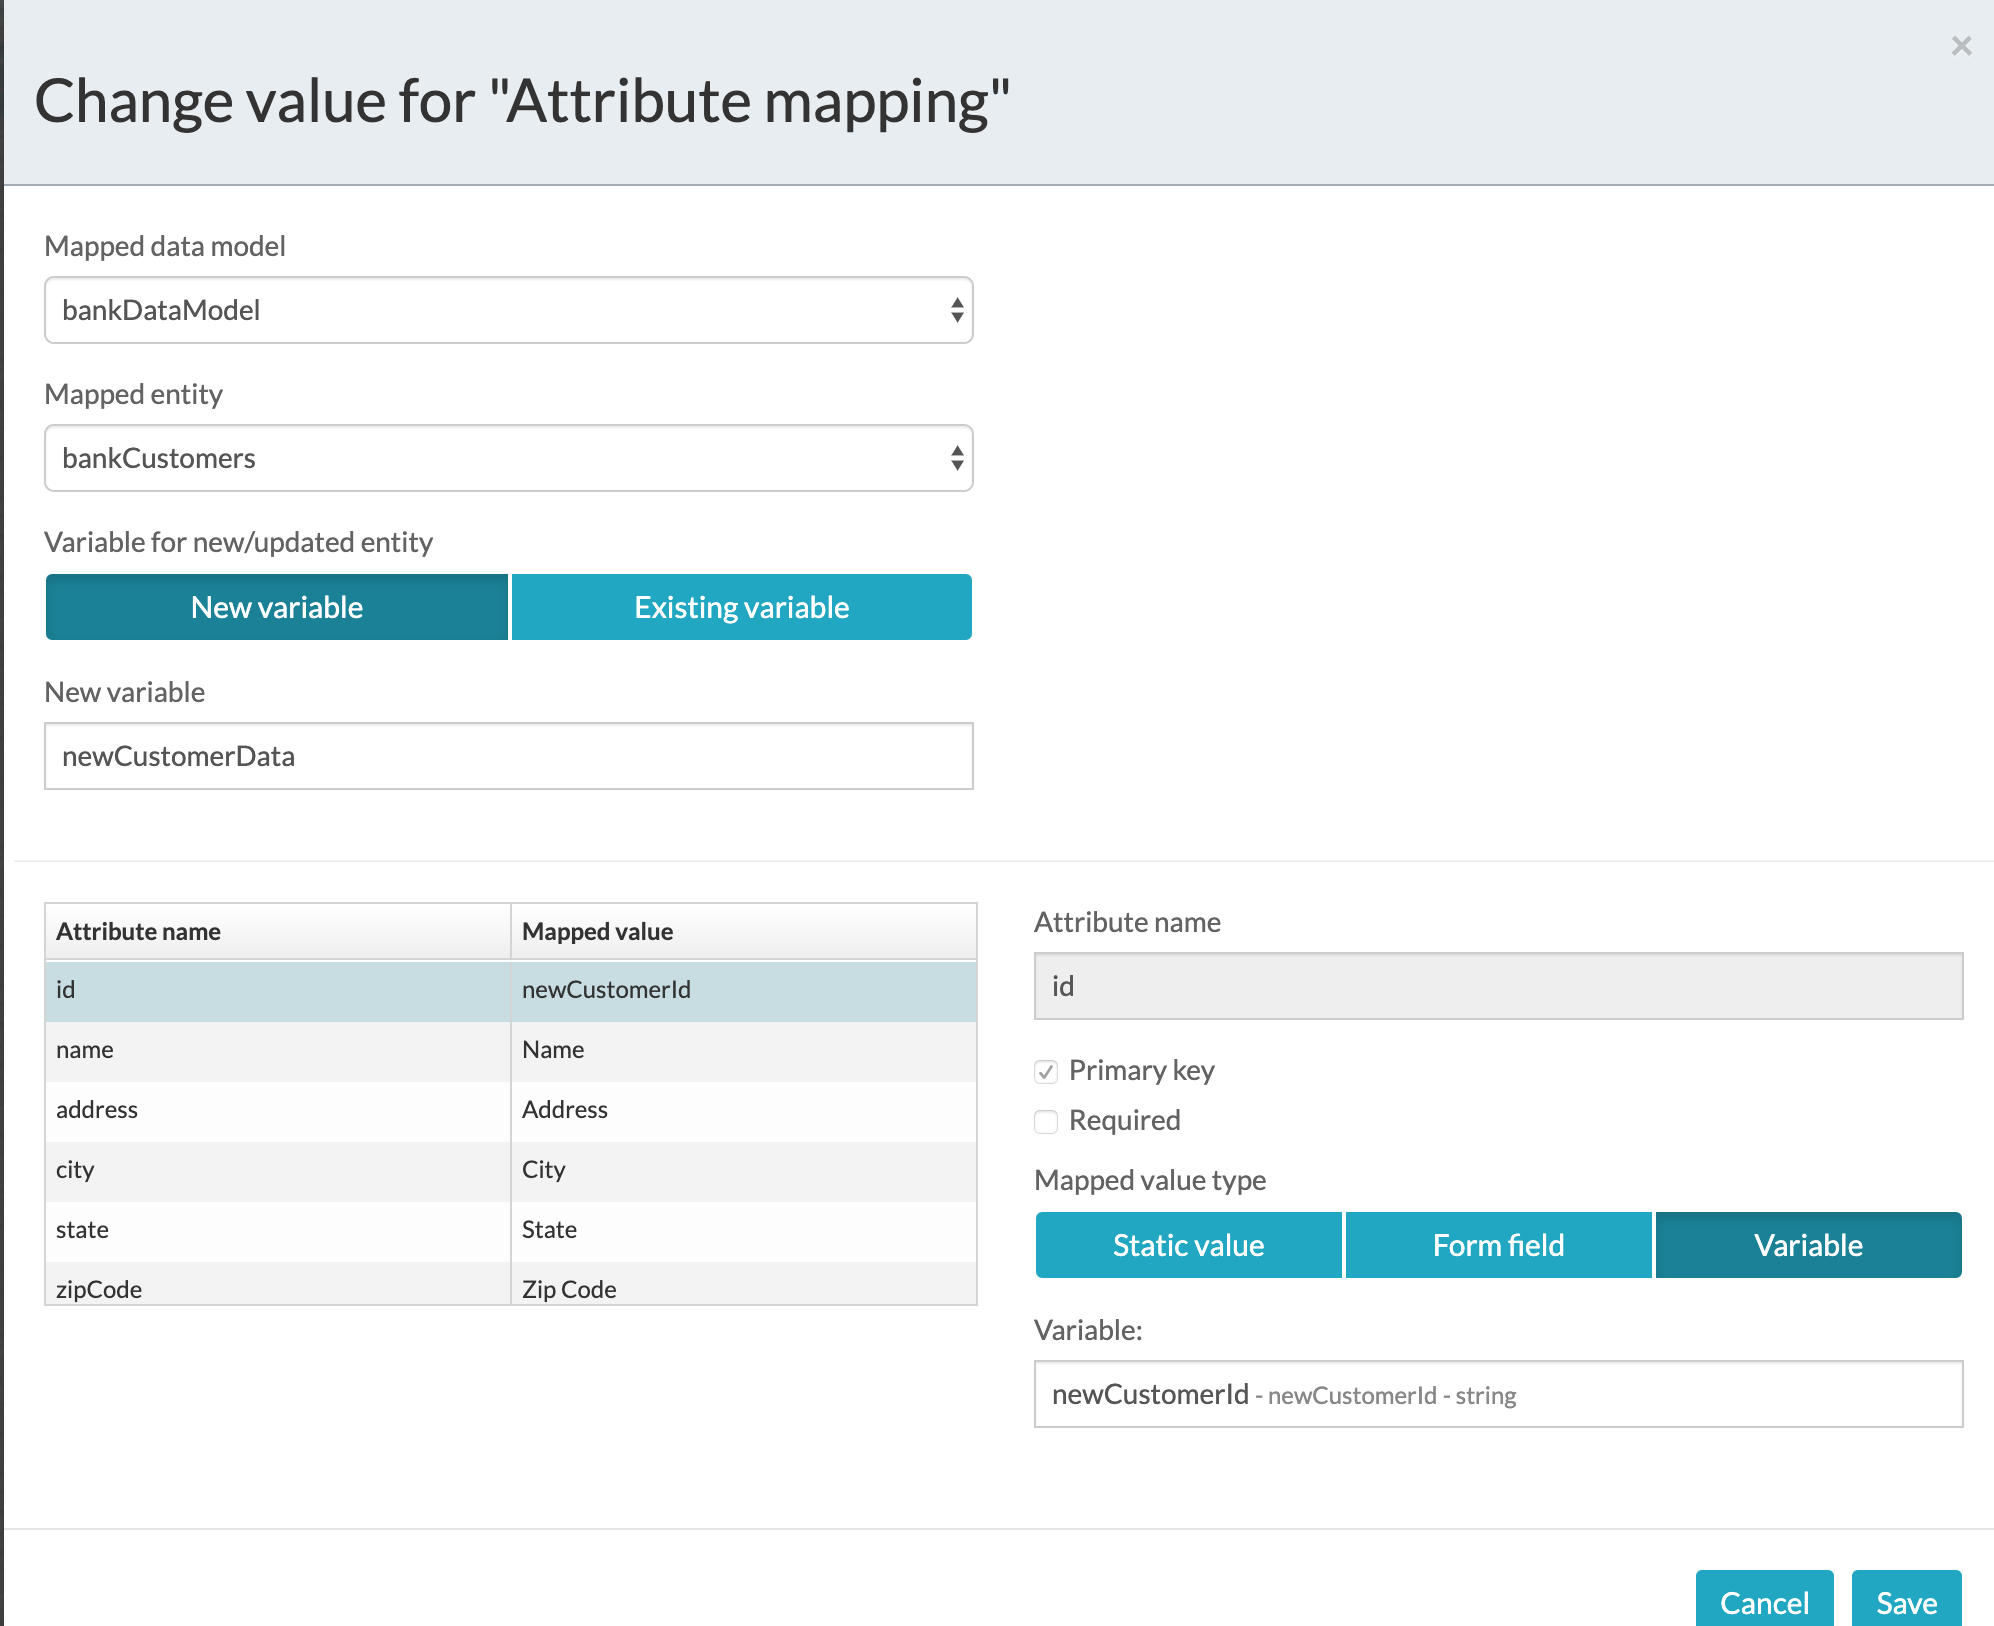 ×
Change value for "Attribute mapping"
Mapped data model
bankDataModel
Mapped entity
bankCustomers
Variable for new/updated entity
New variable Existing variable
New variable
newCustomerData
Attribute name Mapped value
id newCustomerId
name Name
address Address
city City
state State
zipCode Zip Code
Attribute name
id
Primary key
Required
Mapped value type
Static value Form field Variable
Variable:
newCustomerId - newCustomerId - string
Cancel Save